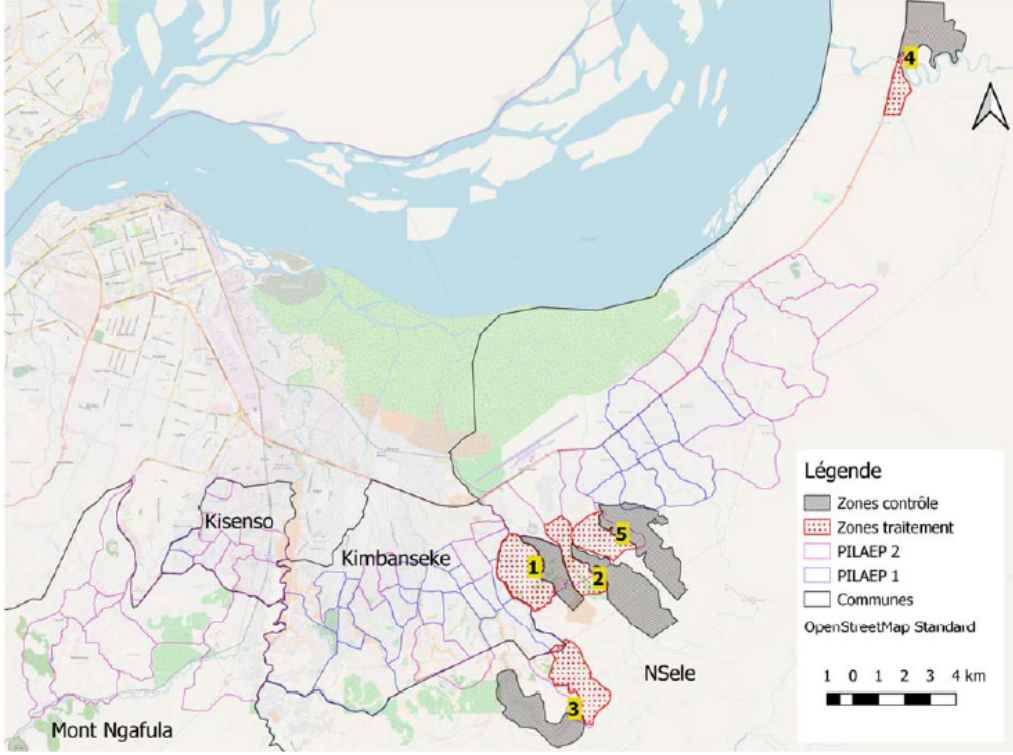 4
Kisenso
Kimbanseke
5
1
2
3
NSele
Mont Ngafula
Légende
Zones contrôle
Zones traitement
PILAEP 2
PILAEP 1
Communes
OpenStreetMap Standard
1 0 1 2 3 4 km